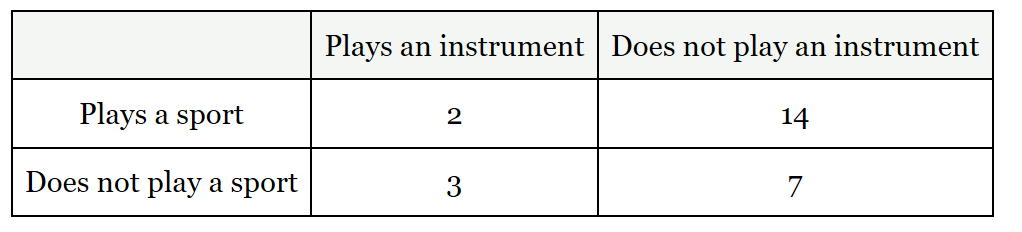 Plays an instrument Does not play an instrument
Plays a sport 2 14
Does not play a sport 3 7